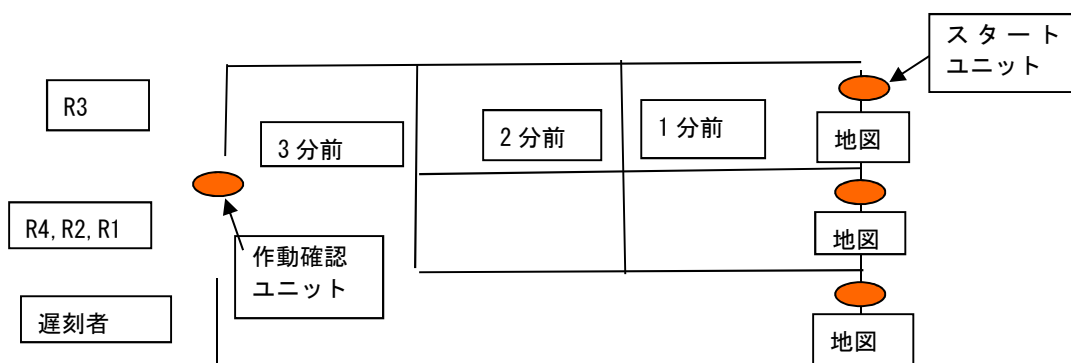 スタート
ユニット
R3
3分前
2分前
1分前
地図
R4,R2,R1
作動確認
ユニット
地図
遅刻者
地図